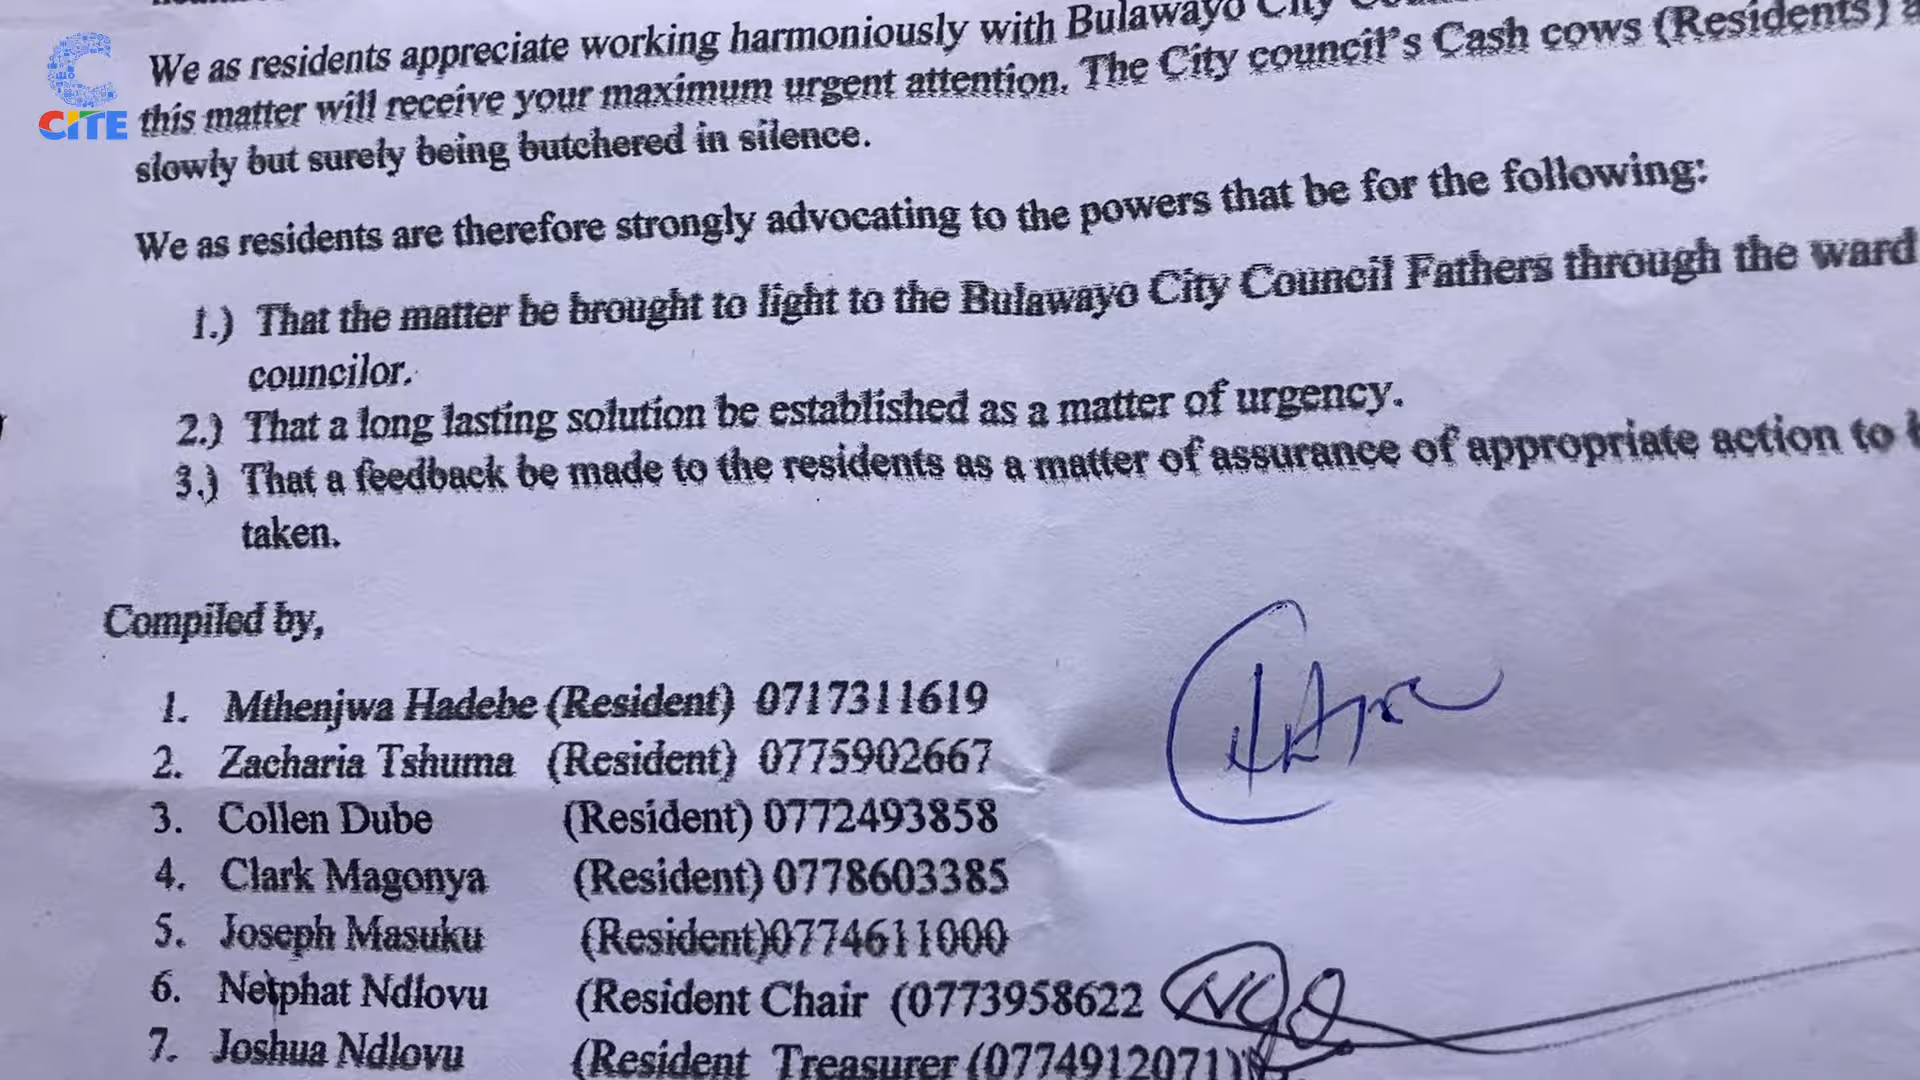 We as residents appreciate working harmoniously with Bulawayo City
this matter will receive your maximum urgent attention. The City council's Cash cows (Residents)
slowly but surely being butchered in silence.
We as residents are therefore strongly advocating to the powers that be for the following:
1.) That the matter be brought to light to the Bulawayo City Council Fathers through the ward
councilor.
2.) That a long lasting solution be established as a matter of urgency.
3.) That a feedback be made to the residents as a matter of assurance of appropriate action to
taken.
Compiled by,
1. Mthenjwa Hadebe (Resident) 0717311619
2. Zacharia Tshuma (Resident) 0775902667
3. Collen Dube (Resident) 0772493858
4. Clark Magonya (Resident) 0778603385
5. Joseph Masuku (Resident)0774611000
6. Netphat Ndlovu (Resident Chair (0773958622
7. Joshua Ndlovu (Resident Treasurer (0774912071)
CITE